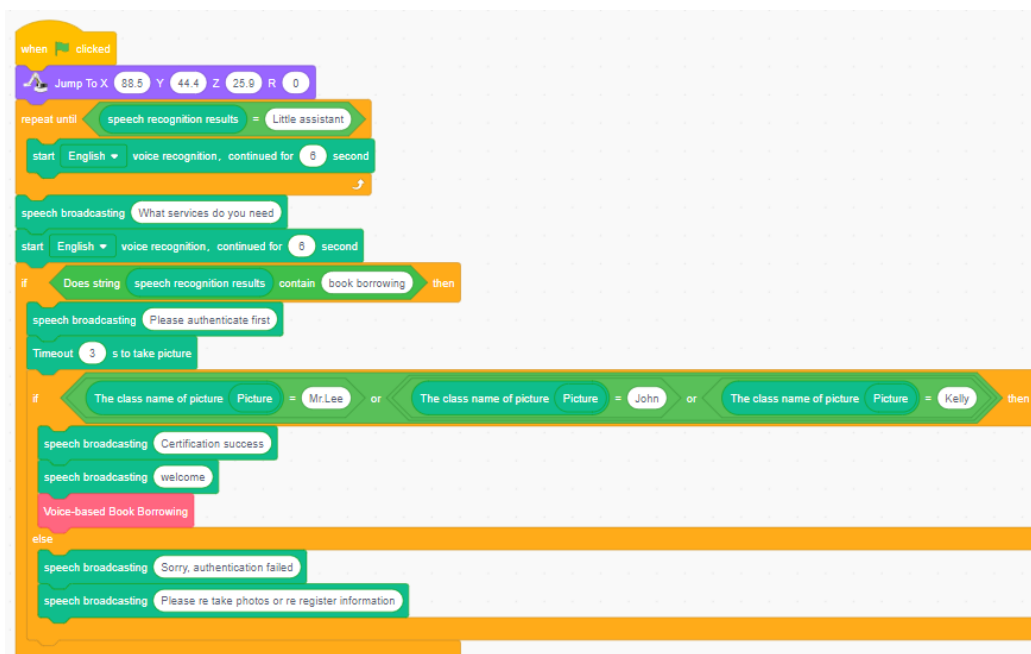 when clicked
Jump To X 88.5 Y 44.4 Z 25.9 R 0
repeat until speech recognition results = Little assistant
start English voice recognition, continued for 6 second
speech broadcasting What services do you need
start English voice recognition, continued for 6 second
if Does string speech recognition results contain book borrowing then
speech broadcasting Please authenticate first
Timeout 3 s to take picture
if The class name of picture Picture = Mr.Lee or The class name of picture Picture = John or The class name of picture Picture = Kelly then
speech broadcasting Certification success
speech broadcasting welcome
Voice-based Book Borrowing
else
speech broadcasting Sorry, authentication failed
speech broadcasting Please re take photos or re register information